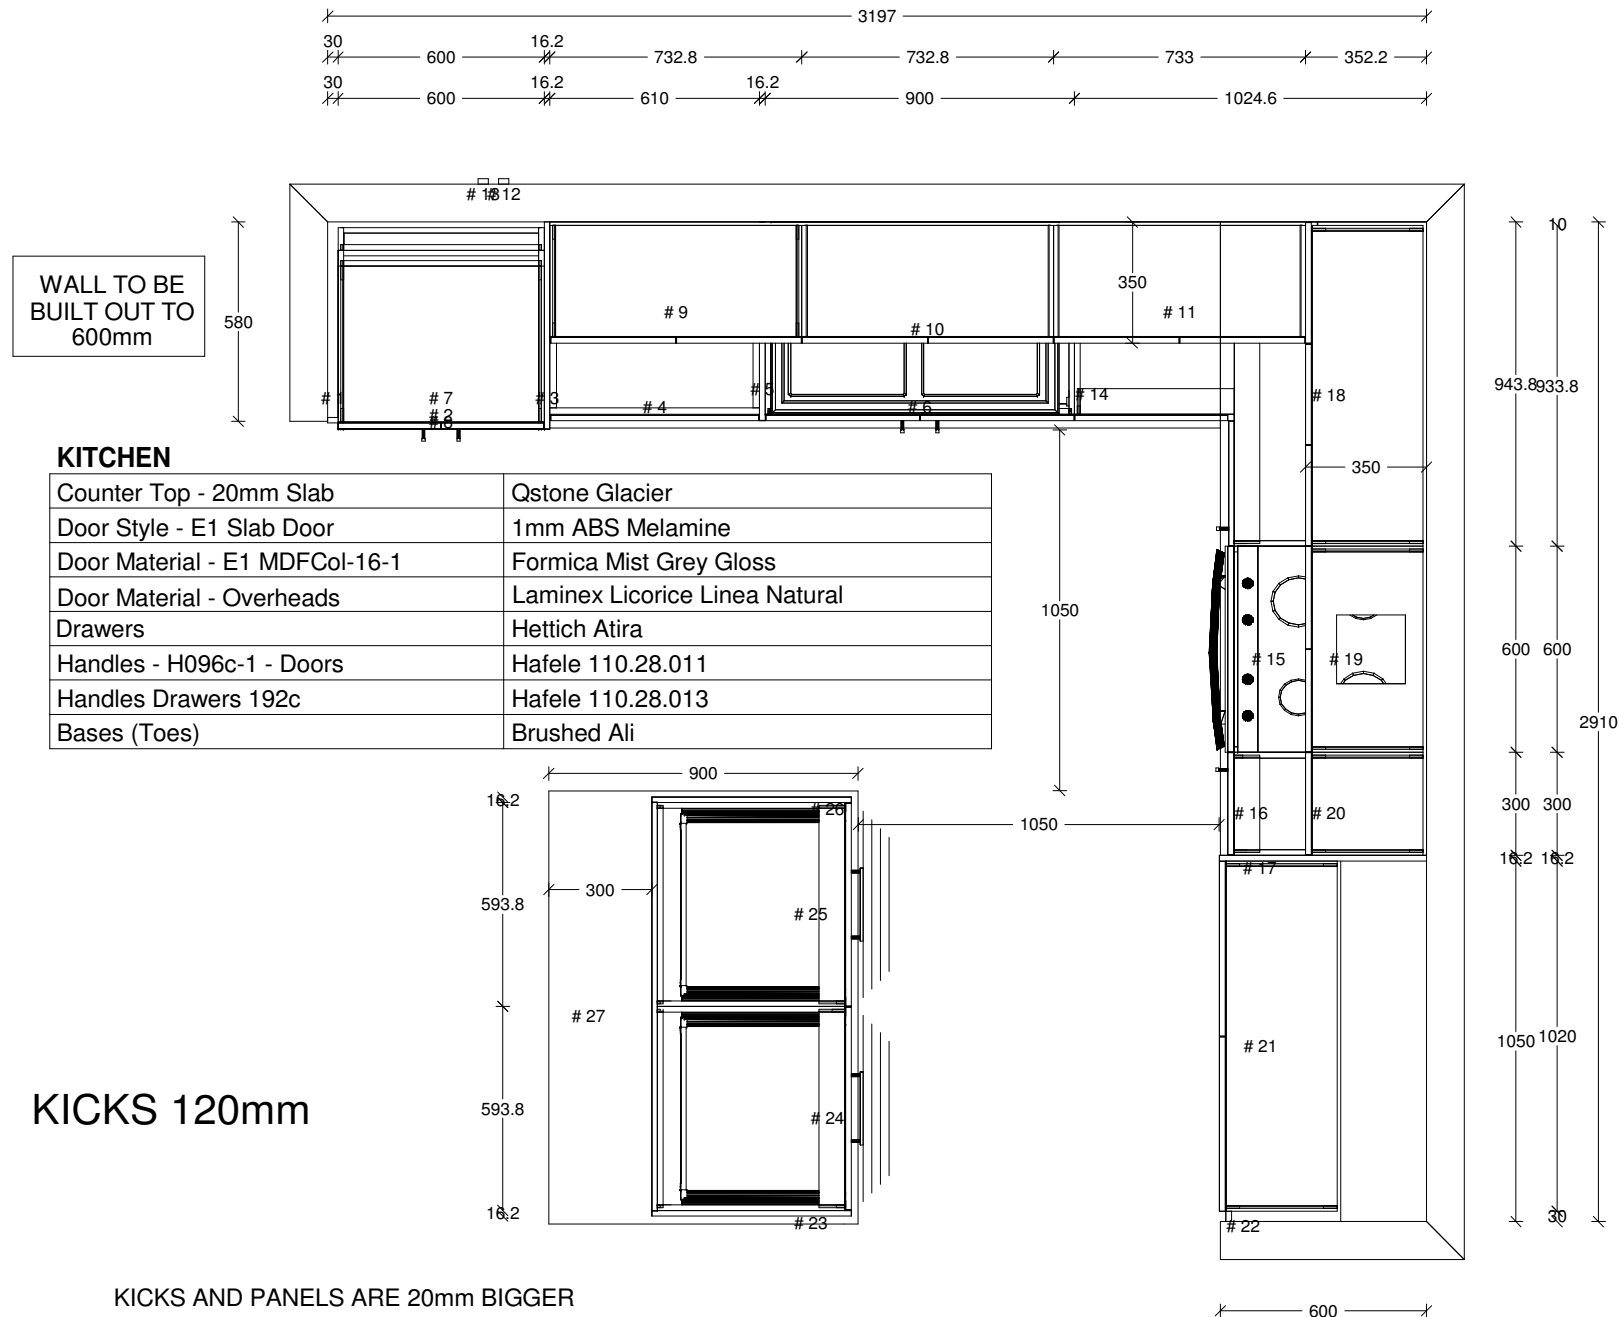 3197
30 600 16.2 732.8 732.8 733 352.2
30 600 16.2 610 16.2 900 1024.6
# 13 # 12
WALL TO BE
BUILT OUT TO
600mm
580
# 9
# 10
350
# 11
# 1 # 7 # 3 # 4 # 5 # 6 # 14 # 18
# 2
350
10
943.8 933.8
KITCHEN
Counter Top - 20mm Slab Qstone Glacier
Door Style - E1 Slab Door 1mm ABS Melamine
Door Material - E1 MDFCol-16-1 Formica Mist Grey Gloss
Door Material - Overheads Laminex Licorice Linea Natural
Drawers Hettich Atira
Handles - H096c-1 - Doors Hafele 110.28.011
Handles Drawers 192c Hafele 110.28.013
Bases (Toes) Brushed Ali
1050
# 15 # 19
600 600
2910
900
16.2 # 26
1050
# 16 # 20
300 300
16.2 16.2
# 17
593.8 300
# 25
# 27
# 21
1050 1020
KICKS 120mm
593.8
# 24
16.2 # 23
# 22
30
KICKS AND PANELS ARE 20mm BIGGER
600